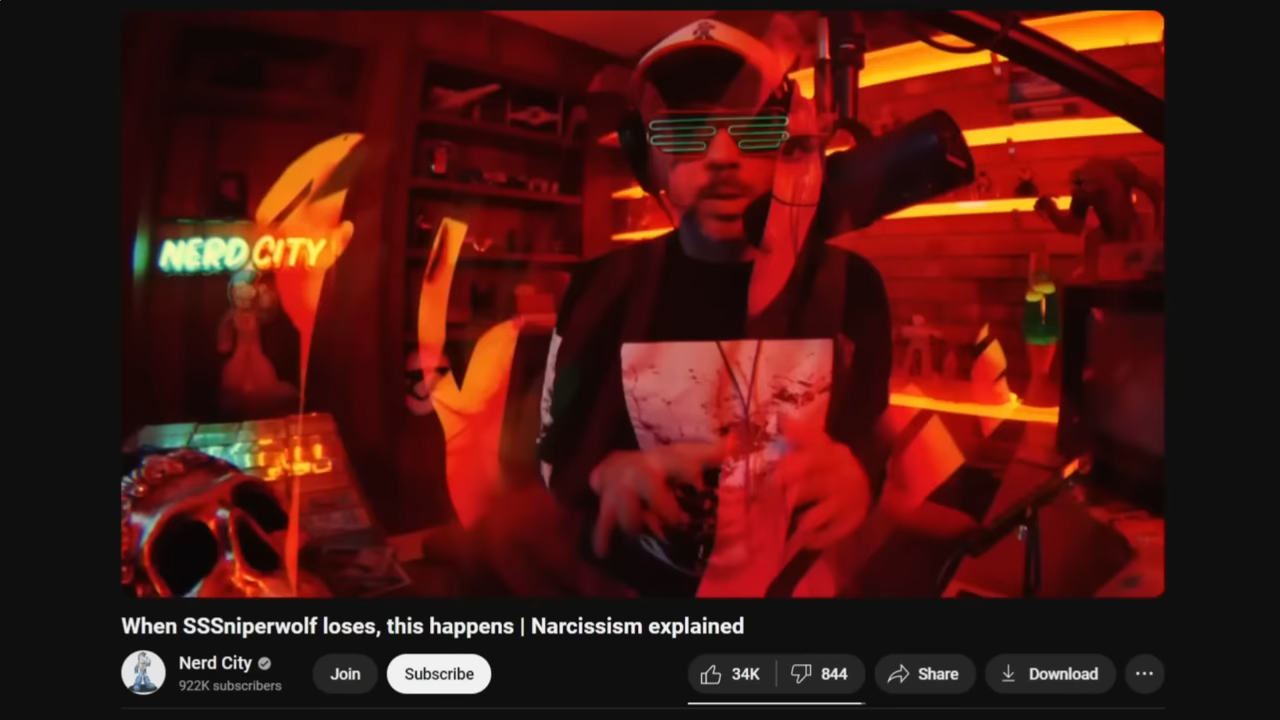 NERD CITY
When SSSniperwolf loses, this happens | Narcissism explained
Nerd City
922K subscribers
Join
Subscribe
34K
844
Share
Download